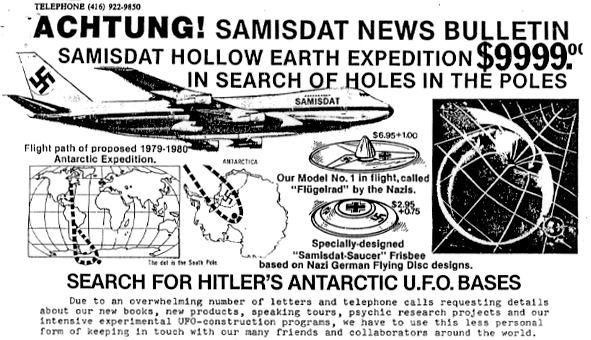 TELEPHONE (416) 922-9850
ACHTUNG! SAMISDAT NEWS BULLETIN
SAMISDAT HOLLOW EARTH EXPEDITION $9999.00
IN SEARCH OF HOLES IN THE POLES
SAMISDAT
Flight path of proposed 1979-1980
Antarctic Expedition.
The dot is the South Pole.
ANTARCTICA
$6.95+1.00
Our Model No. 1 in flight, called
"Flügelrad" by the Nazis.
$2.95
+0.75
Specially-designed
"Samisdat-Saucer" Frisbee
based on Nazi German Flying Disc designs.
SEARCH FOR HITLER'S ANTARCTIC U.F.O. BASES
Due to an overwhelming number of letters and telephone calls requesting details
about our new books, new products, speaking tours, psychic research projects and our
intensive experimental UFO-construction programs, we have to use this less personal
form of keeping in touch with our many friends and collaborators around the world.